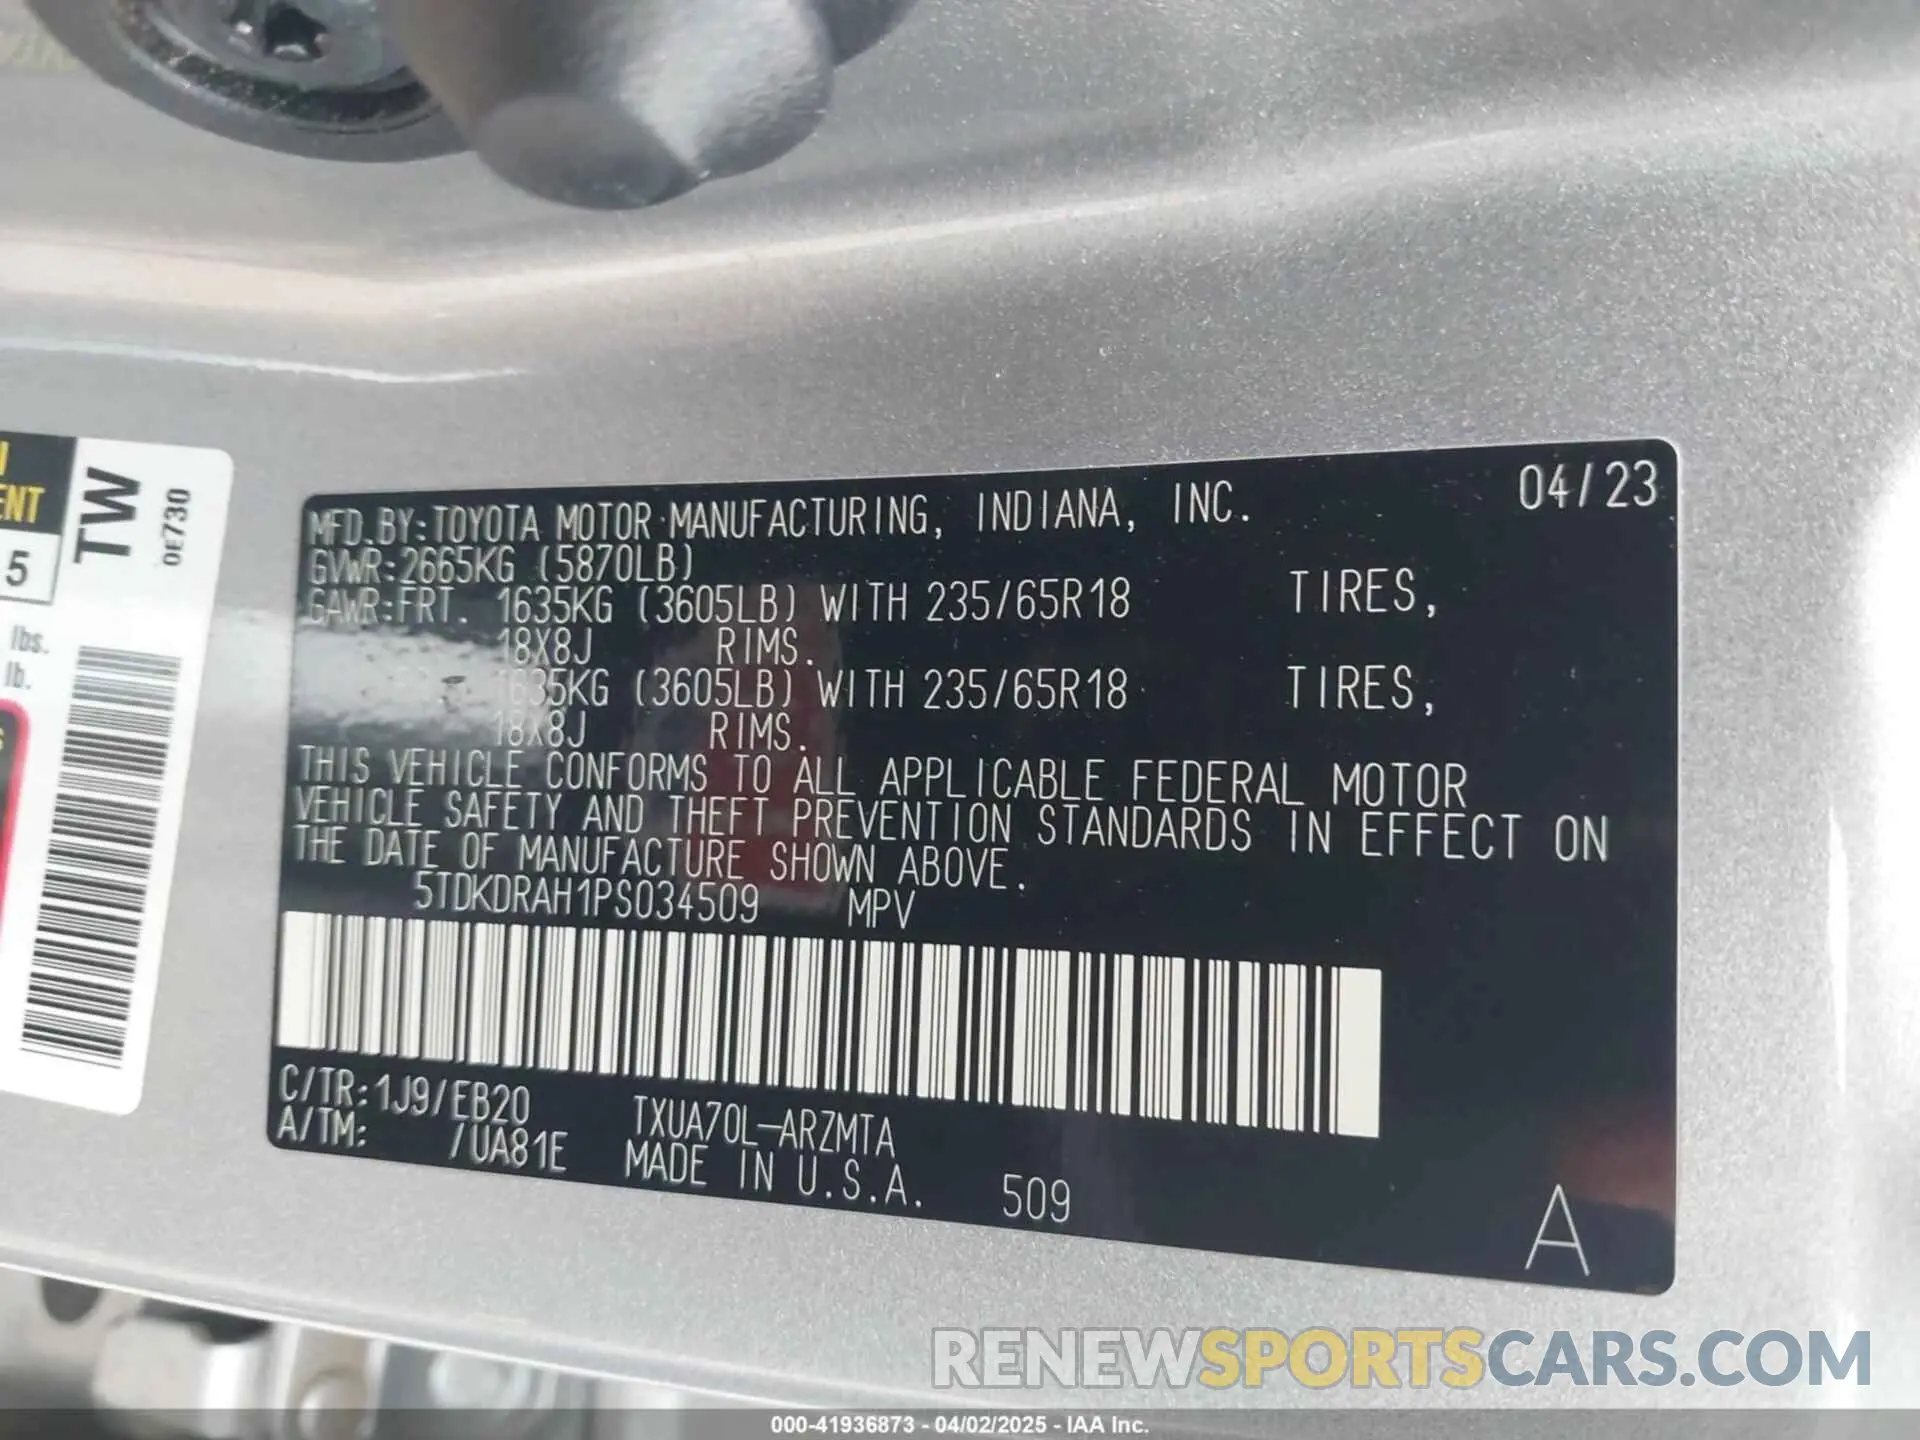 MFD.BY:TOYOTA MOTOR MANUFACTURING, INDIANA, INC. 04/23
GVWR:2665KG (5870LB)
GAWR:FRT. 1635KG (3605LB) WITH 235/65R18 TIRES,
18X8J RIMS.
1635KG (3605LB) WITH 235/65R18 TIRES,
18X8J RIMS.
THIS VEHICLE CONFORMS TO ALL APPLICABLE FEDERAL MOTOR
VEHICLE SAFETY AND THEFT PREVENTION STANDARDS IN EFFECT ON
THE DATE OF MANUFACTURE SHOWN ABOVE.
5TDKDRAH1PS034509 MPV
C/TR:1J9/EB20 TXUA70L-ARZMTA
A/TM: /UA81E MADE IN U.S.A. 509
A
TW
0E730
5
lbs.
lb.
RENEWSPORTSCARS.COM
000-41936873 - 04/02/2025 - IAA Inc.